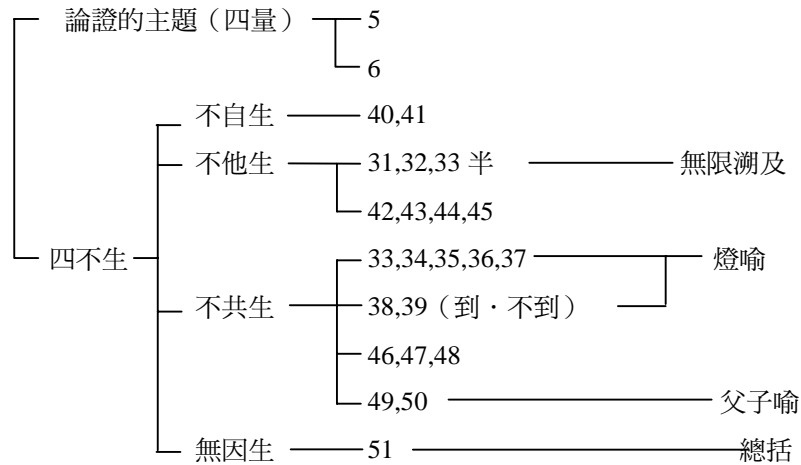 論證的主題（四量） 5
6
不自生 40,41
不他生 31,32,33 半 無限溯及
42,43,44,45
四不生 33,34,35,36,37 燈喻
不共生 38,39（到．不到）
46,47,48
49,50 父子喻
無因生 51 總括